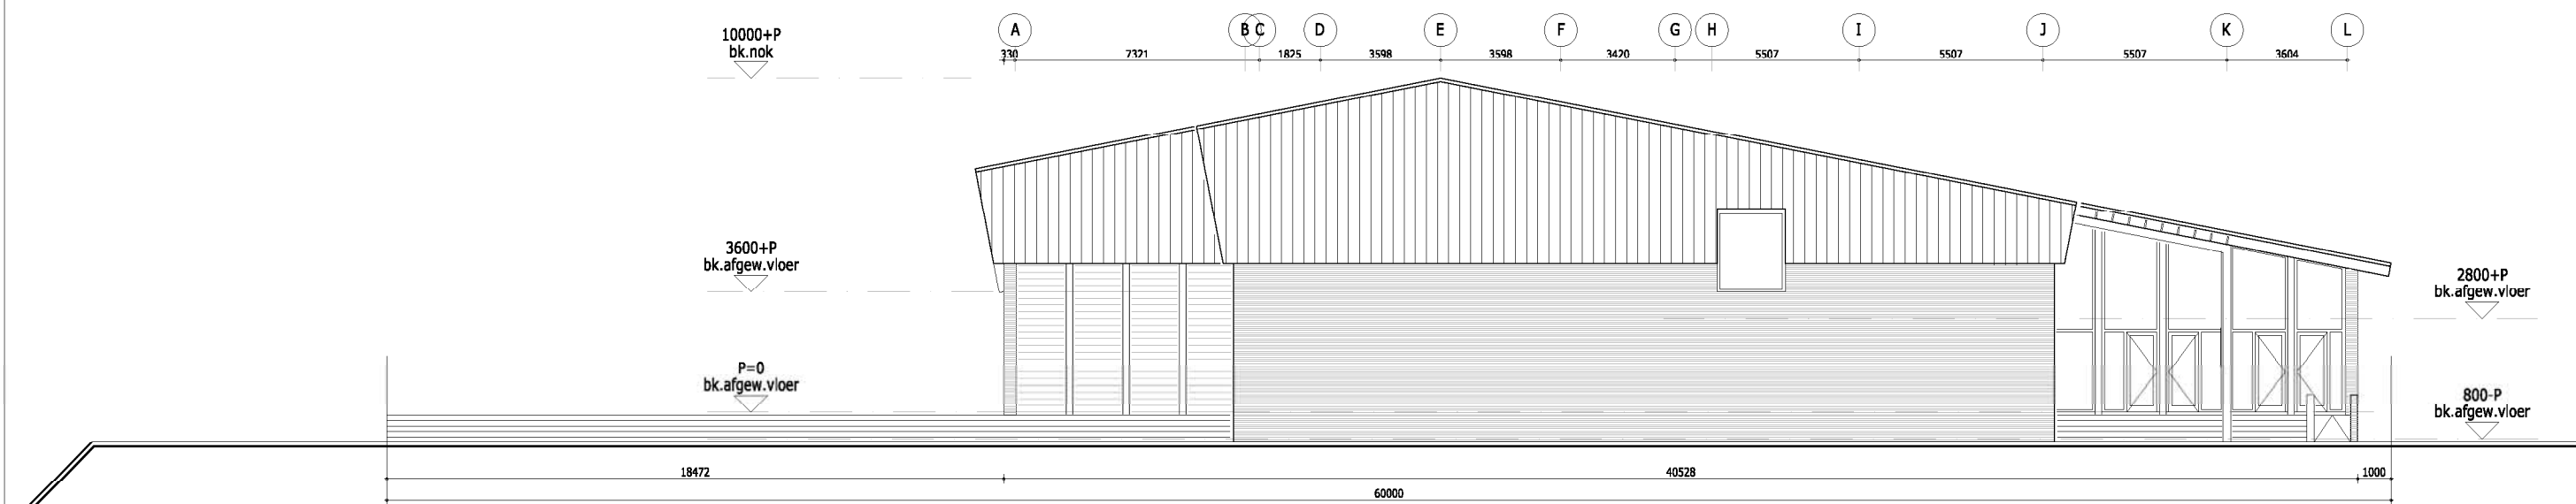 A B C D E F G H I J K L
330 7321 1825 3598 3598 3420 5507 5507 5507 3604
10000+P
bk.nok
3600+P
bk.afgew.vloer
2800+P
bk.afgew.vloer
P=0
bk.afgew.vloer
800-P
bk.afgew.vloer
18472 40528 1000
60000